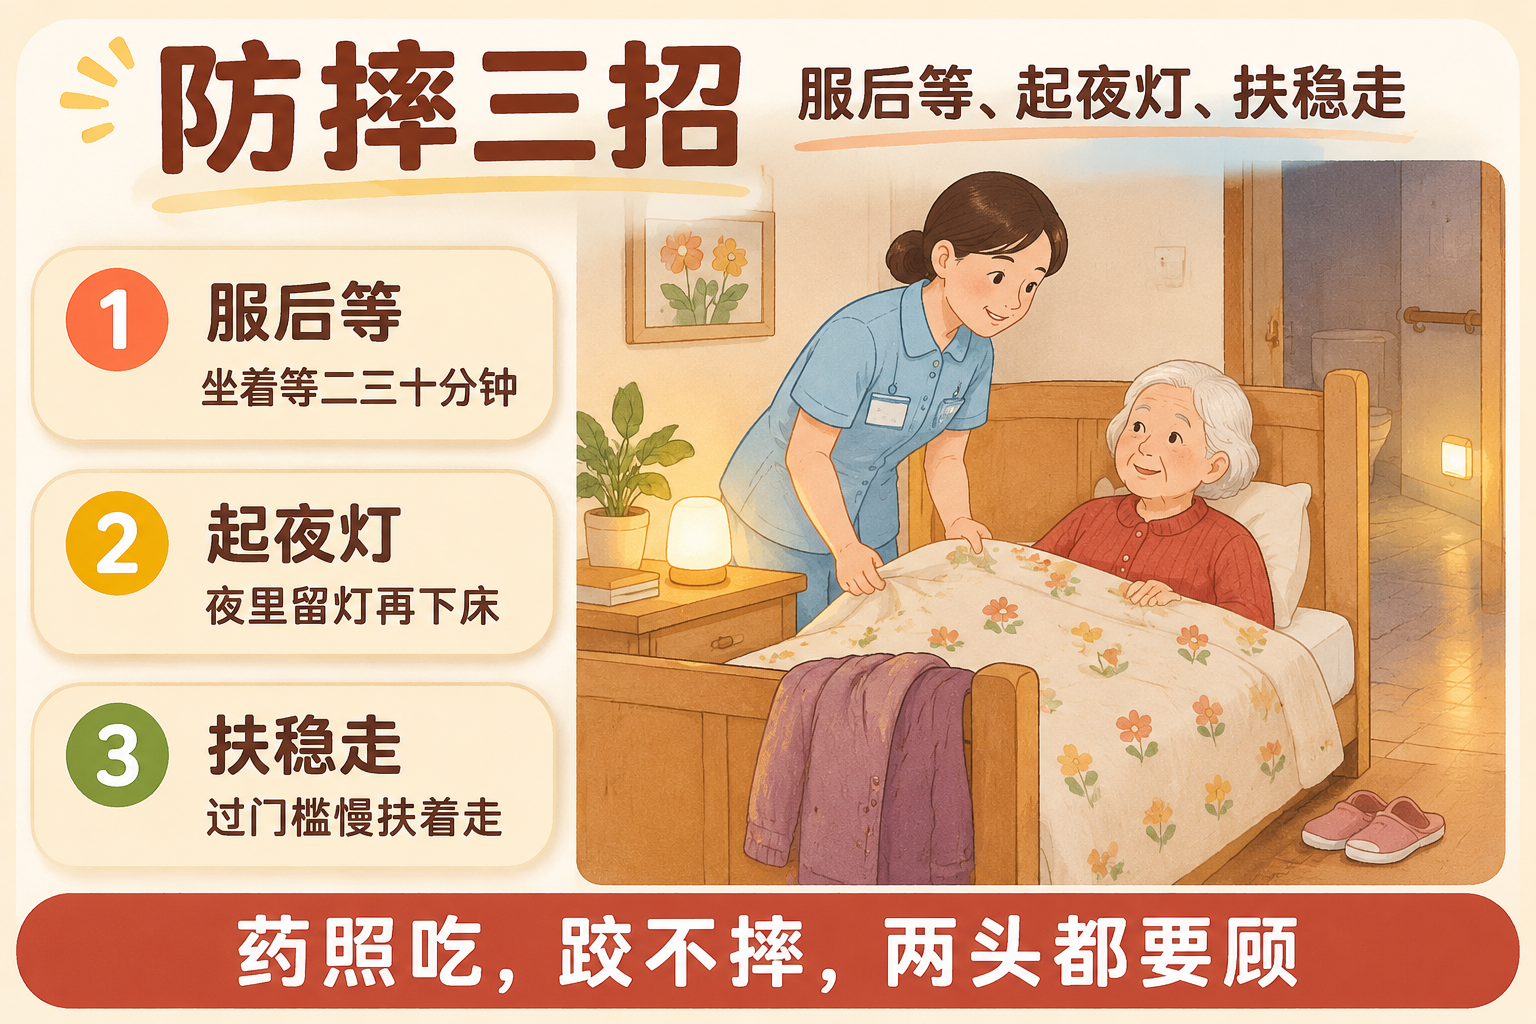 防摔三招
服后等、起夜灯、扶稳走
1
服后等
坐着等二三十分钟
2
起夜灯
夜里留灯再下床
3
扶稳走
过门槛慢扶着走
药照吃，跤不摔，两头都要顾